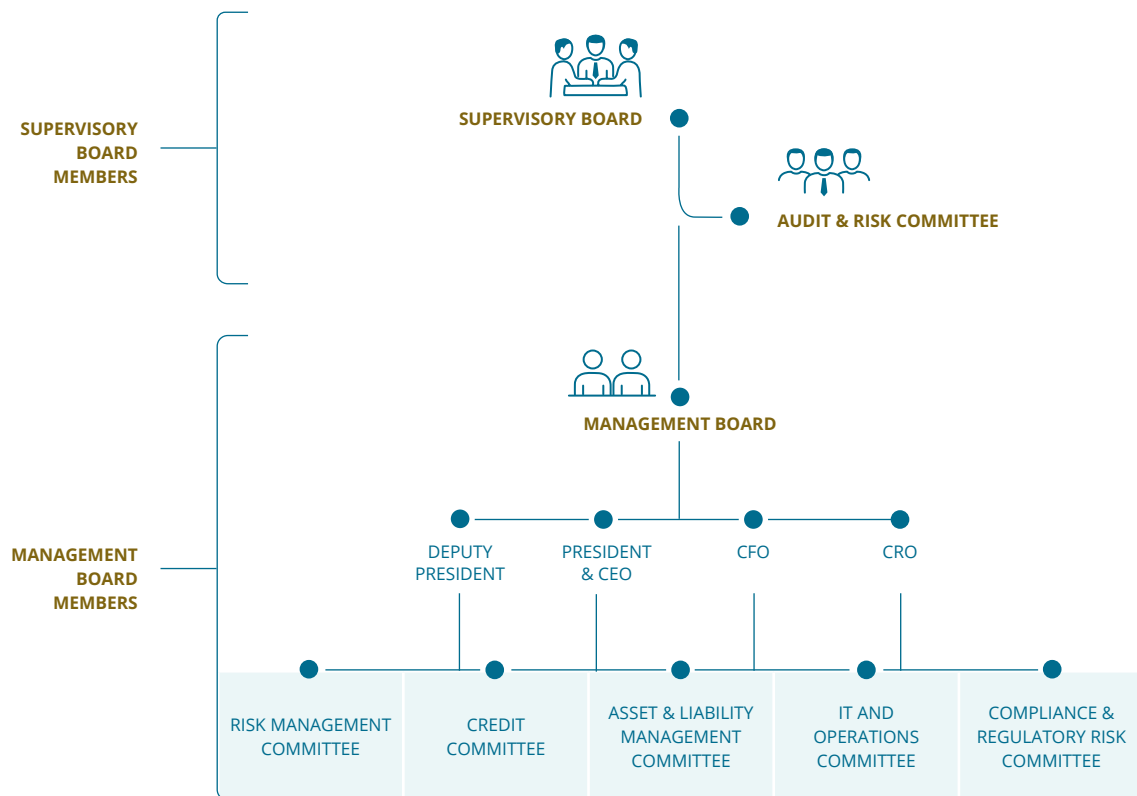 SUPERVISORY BOARD
SUPERVISORY
BOARD
MEMBERS
AUDIT & RISK COMMITTEE
MANAGEMENT BOARD
MANAGEMENT
BOARD
MEMBERS
DEPUTY
PRESIDENT
PRESIDENT
& CEO
CFO
CRO
RISK MANAGEMENT
COMMITTEE
CREDIT
COMMITTEE
ASSET & LIABILITY
MANAGEMENT
COMMITTEE
IT AND
OPERATIONS
COMMITTEE
COMPLIANCE &
REGULATORY RISK
COMMITTEE